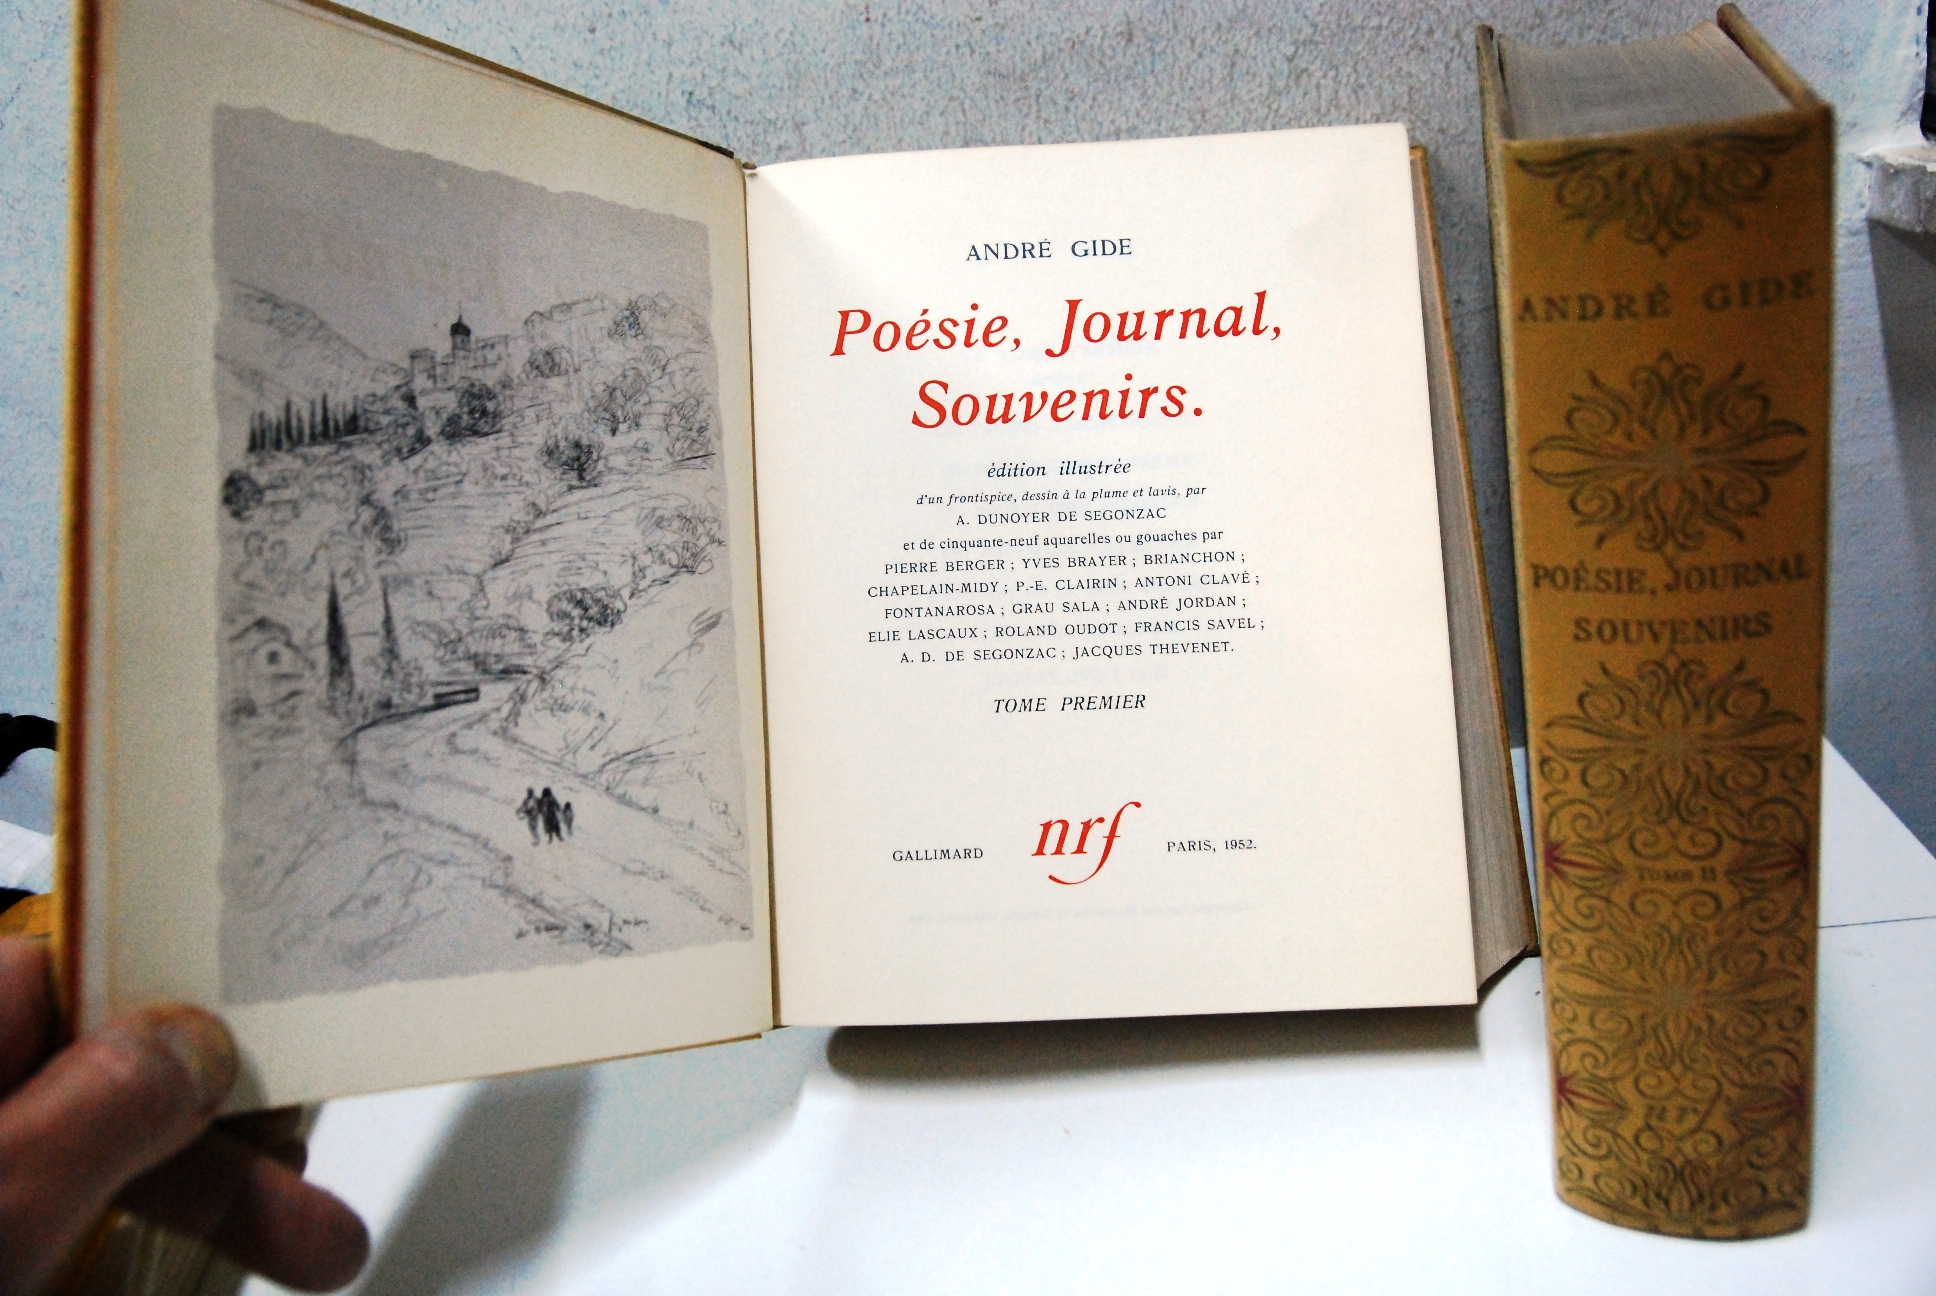 ANDRÉ GIDE
Poésie, Journal,
Souvenirs.
édition illustrée
d'un frontispice, dessin à la plume et lavis, par
A. DUNOYER DE SEGONZAC
et de cinquante-neuf aquarelles ou gouaches par
PIERRE BERGER ; YVES BRAYER ; BRIANCHON ;
CHAPELAIN-MIDY ; P.-E. CLAIRIN ; ANTONI CLAVÉ ;
FONTANAROSA ; GRAU SALA ; ANDRÉ JORDAN ;
ELIE LASCAUX ; ROLAND OUDOT ; FRANCIS SAVEL ;
A. D. DE SEGONZAC ; JACQUES THEVENET.
TOME PREMIER
GALLIMARD nrf PARIS, 1952.
ANDRÉ GIDE
POÉSIE, JOURNAL
SOUVENIRS
II